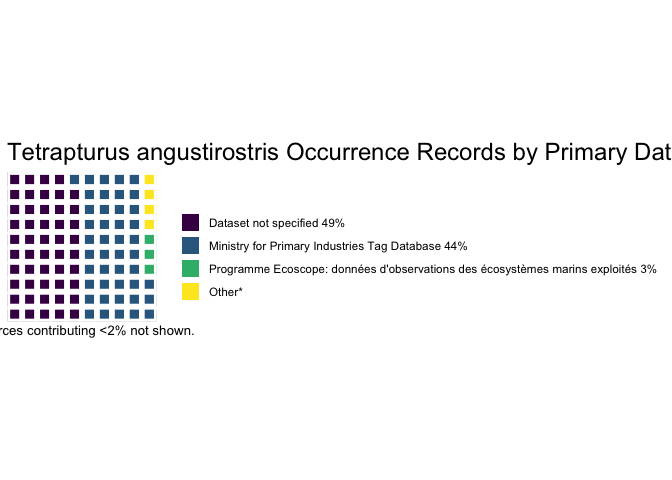 Tetrapturus angustirostris Occurrence Records by Primary Dat
Dataset not specified 49%
Ministry for Primary Industries Tag Database 44%
Programme Ecoscope: données d'observations des écosystèmes marins exploités 3%
Other*
rces contributing <2% not shown.